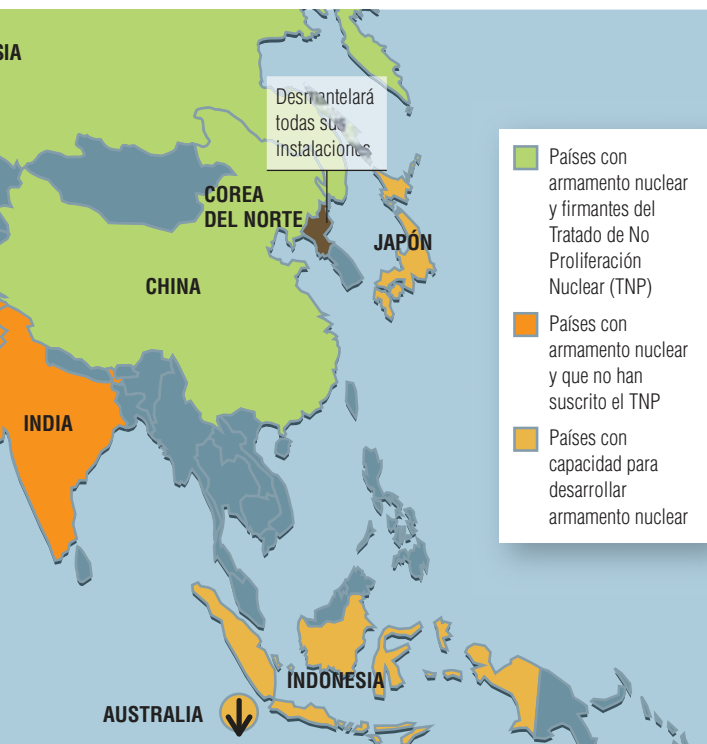 SIA
Desmantelará
todas sus
instalaciones
COREA
DEL NORTE
JAPÓN
CHINA
INDIA
INDONESIA
AUSTRALIA
Países con
armamento nuclear
y firmantes del
Tratado de No
Proliferación
Nuclear (TNP)
Países con
armamento nuclear
y que no han
suscrito el TNP
Países con
capacidad para
desarrollar
armamento nuclear